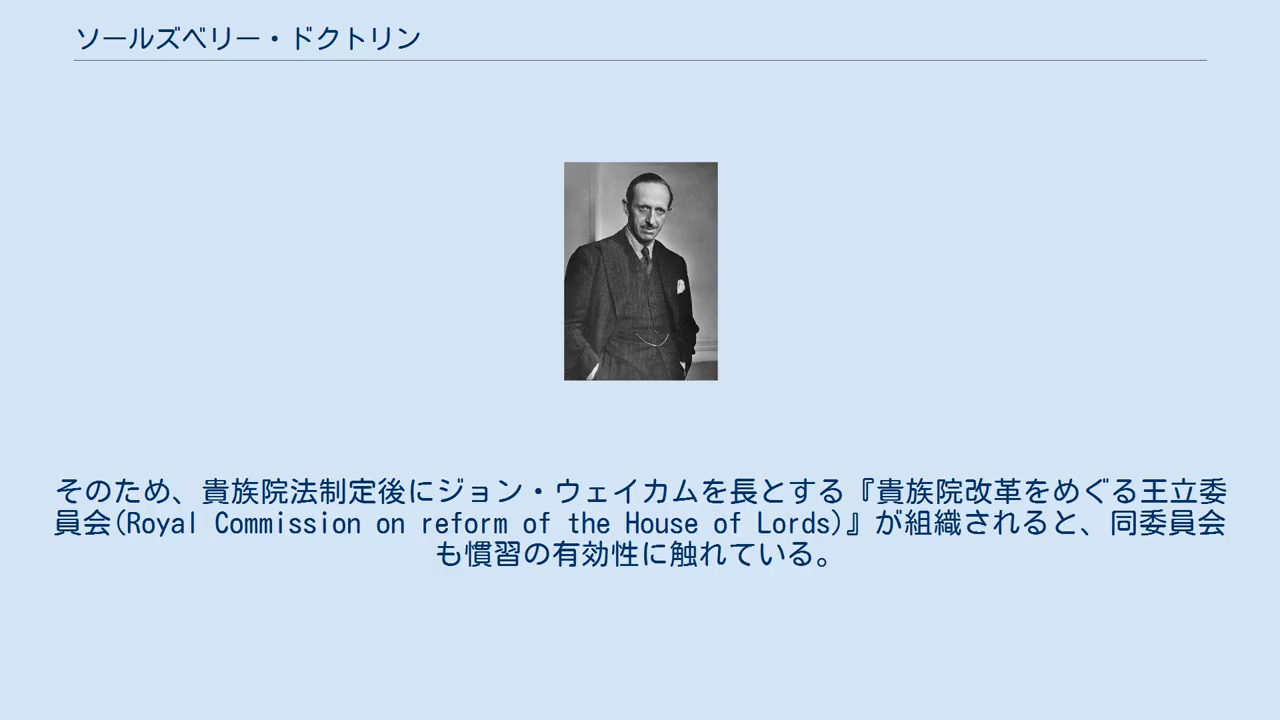 ソールズベリー・ドクトリン
そのため、貴族院法制定後にジョン・ウェイカムを長とする『貴族院改革をめぐる王立委
員会(Royal Commission on reform of the House of Lords)』が組織されると、同委員会
も慣習の有効性に触れている。